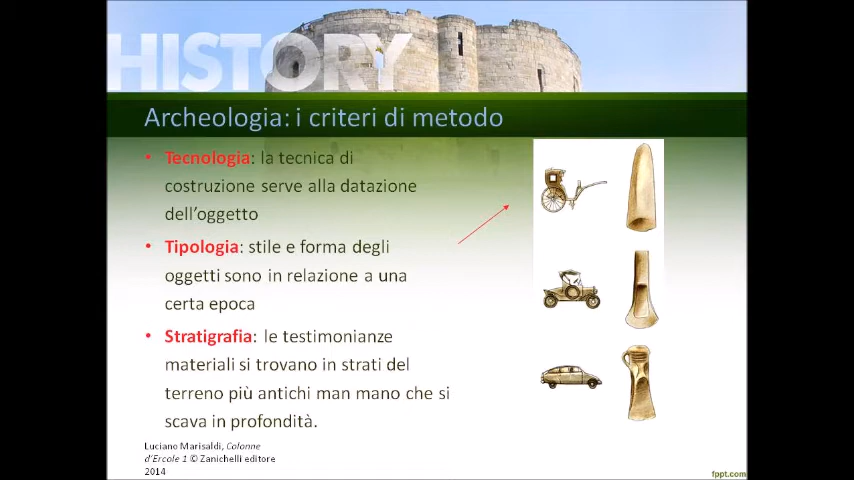 HISTORY
Archeologia: i criteri di metodo
• Tecnologia: la tecnica di
costruzione serve alla datazione
dell’oggetto
• Tipologia: stile e forma degli
oggetti sono in relazione a una
certa epoca
• Stratigrafia: le testimonianze
materiali si trovano in strati del
terreno più antichi man mano che si
scava in profondità.
Luciano Marisaldi, Colonne
d’Ercole 1 © Zanichelli editore
2014
fppt.com